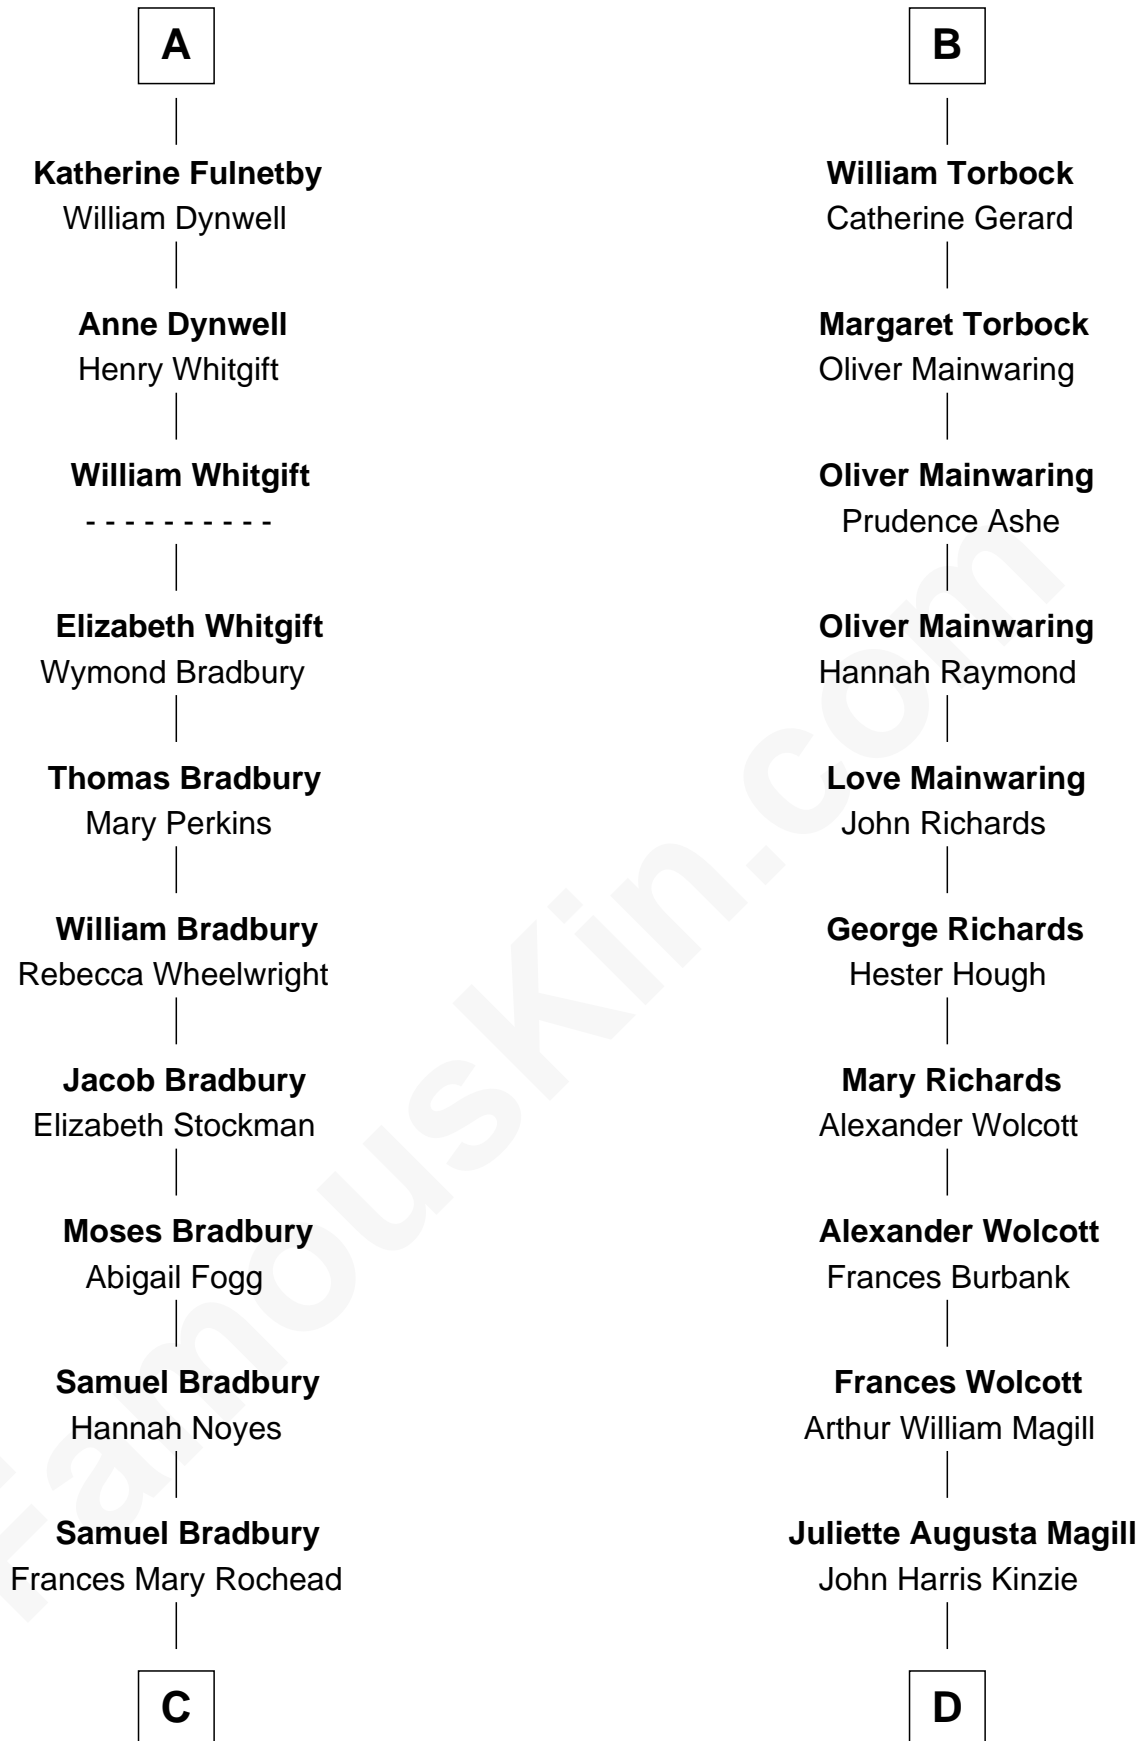 A
Katherine Fulnetby
William Dynwell
Anne Dynwell
Henry Whitgift
William Whitgift
- - - - - - - - - -
Elizabeth Whitgift
Wymond Bradbury
Thomas Bradbury
Mary Perkins
William Bradbury
Rebecca Wheelwright
Jacob Bradbury
Elizabeth Stockman
Moses Bradbury
Abigail Fogg
Samuel Bradbury
Hannah Noyes
Samuel Bradbury
Frances Mary Rochead
C
B
William Torbock
Catherine Gerard
Margaret Torbock
Oliver Mainwaring
Oliver Mainwaring
Prudence Ashe
Oliver Mainwaring
Hannah Raymond
Love Mainwaring
John Richards
George Richards
Hester Hough
Mary Richards
Alexander Wolcott
Alexander Wolcott
Frances Burbank
Frances Wolcott
Arthur William Magill
Juliette Augusta Magill
John Harris Kinzie
D
FamousKin.com